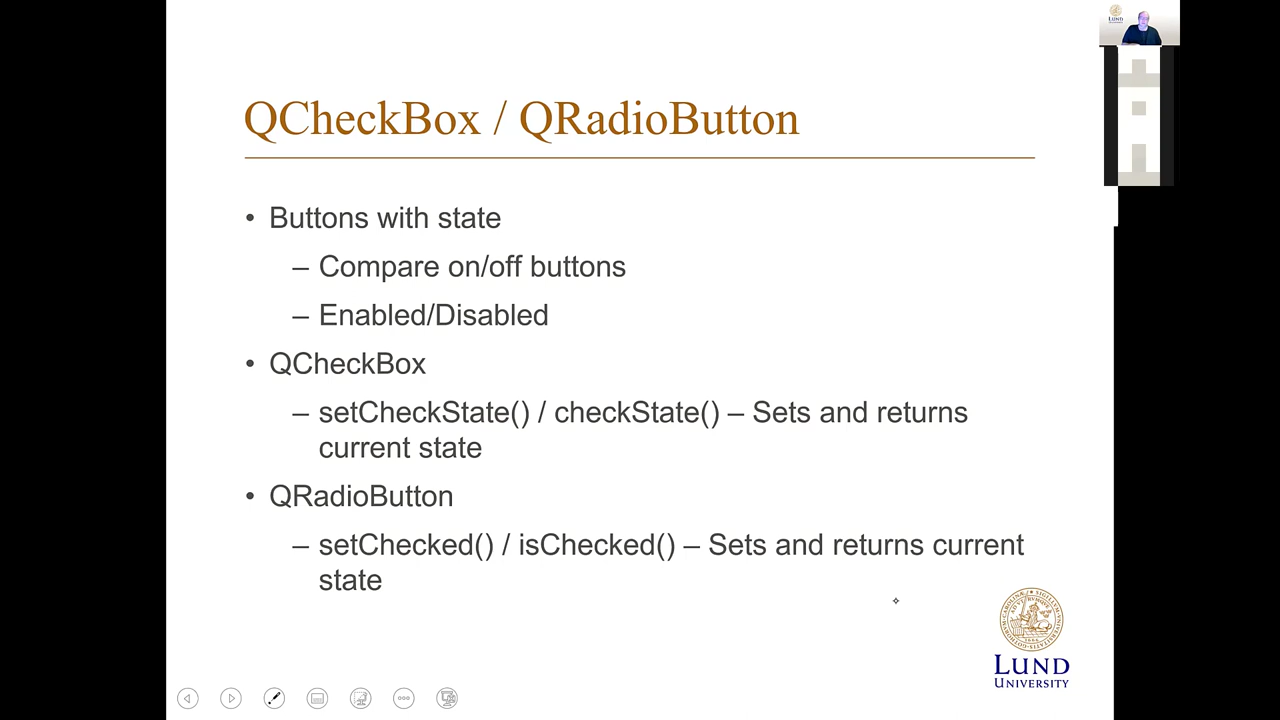 QCheckBox / QRadioButton
• Buttons with state
– Compare on/off buttons
– Enabled/Disabled
• QCheckBox
– setCheckState() / checkState() – Sets and returns
current state
• QRadioButton
– setChecked() / isChecked() – Sets and returns current
state
LUND
UNIVERSITY
LUND